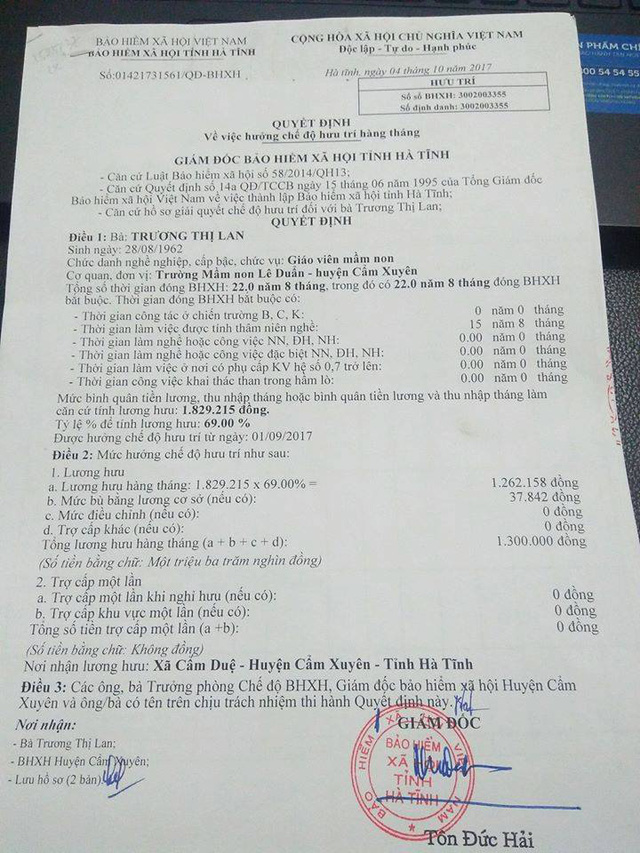 BẢO HIỂM XÃ HỘI VIỆT NAM
BẢO HIỂM XÃ HỘI TỈNH HÀ TĨNH
Số:01421731561/QĐ-BHXH
CỘNG HÒA XÃ HỘI CHỦ NGHĨA VIỆT NAM
Độc lập - Tự do - Hạnh phúc
Hà tĩnh, ngày 04 tháng 10 năm 2017
HƯU TRÍ
Số sổ BHXH: 3002003355
Số định danh: 3002003355
QUYẾT ĐỊNH
Về việc hưởng chế độ hưu trí hàng tháng
GIÁM ĐỐC BẢO HIỂM XÃ HỘI TỈNH HÀ TĨNH
- Căn cứ Luật Bảo hiểm xã hội số 58/2014/QH13;
- Căn cứ Quyết định số 14a QĐ/TCCB ngày 15 tháng 06 năm 1995 của Tổng Giám đốc
Bảo hiểm xã hội Việt Nam về việc thành lập Bảo hiểm xã hội tỉnh Hà Tĩnh;
- Căn cứ hồ sơ giải quyết chế độ hưu trí đối với bà Trương Thị Lan;
QUYẾT ĐỊNH
Điều 1: Bà: TRƯƠNG THỊ LAN
Sinh ngày: 28/08/1962
Chức danh nghề nghiệp, cấp bậc, chức vụ: Giáo viên mầm non
Cơ quan, đơn vị: Trường Mầm non Lê Duẩn - huyện Cẩm Xuyên
Tổng số thời gian đóng BHXH: 22.0 năm 8 tháng, trong đó có 22.0 năm 8 tháng đóng BHXH
bắt buộc. Thời gian đóng BHXH bắt buộc có:
- Thời gian công tác ở chiến trường B, C, K: 0 năm 0 tháng
- Thời gian làm việc được tính thâm niên nghề: 15 năm 8 tháng
- Thời gian làm nghề hoặc công việc NN, ĐH, NH: 0.00 năm 0 tháng
- Thời gian làm nghề hoặc công việc đặc biệt NN, ĐH, NH: 0.00 năm 0 tháng
- Thời gian làm việc ở nơi có phụ cấp KV hệ số 0,7 trở lên: 0.00 năm 0 tháng
- Thời gian công việc khai thác than trong hầm lò: 0.00 năm 0 tháng
Mức bình quân tiền lương, thu nhập tháng hoặc bình quân tiền lương và thu nhập tháng làm
căn cứ tính lương hưu: 1.829.215 đồng.
Tỷ lệ % để tính lương hưu: 69.00 %
Được hưởng chế độ hưu trí từ ngày: 01/09/2017
Điều 2: Mức hưởng chế độ hưu trí như sau:
1. Lương hưu
a. Lương hưu hàng tháng: 1.829.215 x 69.00% = 1.262.158 đồng
b. Mức bù bằng lương cơ sở (nếu có): 37.842 đồng
c. Mức điều chỉnh (nếu có): 0 đồng
d. Trợ cấp khác (nếu có): 0 đồng
Tổng lương hưu hàng tháng (a + b + c + d): 1.300.000 đồng
(Số tiền bằng chữ: Một triệu ba trăm nghìn đồng)
2. Trợ cấp một lần
a. Trợ cấp một lần khi nghỉ hưu (nếu có): 0 đồng
b. Trợ cấp khu vực một lần (nếu có): 0 đồng
Tổng số tiền trợ cấp một lần (a +b): 0 đồng
(Số tiền bằng chữ: Không đồng)
Nơi nhận lương hưu: Xã Cẩm Duệ - Huyện Cẩm Xuyên - Tỉnh Hà Tĩnh
Điều 3: Các ông, bà Trưởng phòng Chế độ BHXH, Giám đốc bảo hiểm xã hội Huyện Cẩm
Xuyên và ông/bà có tên trên chịu trách nhiệm thi hành Quyết định này.
Nơi nhận:
- Bà Trương Thị Lan;
- BHXH Huyện Cẩm Xuyên;
- Lưu hồ sơ (2 bản).
GIÁM ĐỐC
BẢO HIỂM XÃ HỘI VIỆT NAM
BẢO HIỂM
XÃ HỘI
TỈNH
HÀ TĨNH
Tôn Đức Hải
N PHẨM CHÍ
00 54 54 55